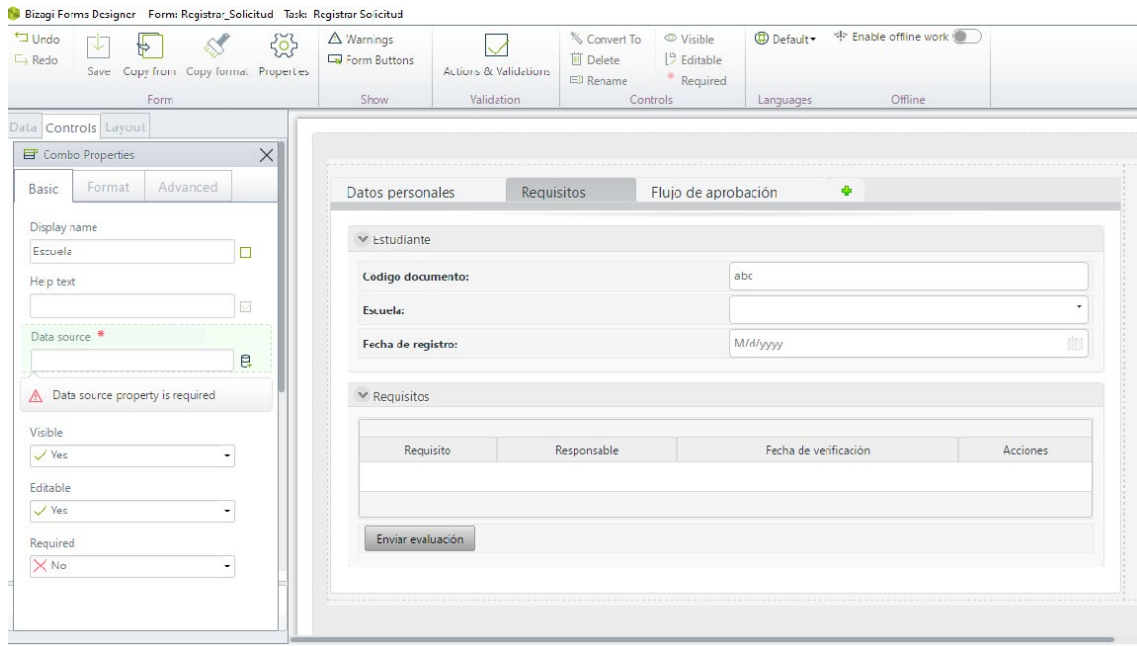 Bizagi Forms Designer Form: Registrar_Solicitud Task: Registrar Solicitud
Undo
Redo
Save Copy from Copy format Properties
Form
Warnings
Form Buttons
Show
Actions & Validations
Validation
Convert To
Delete
Rename
Visible
Editable
Required
Controls
Default
Languages
Enable offline work
Offline
Data Controls Layout
Combo Properties
Basic Format Advanced
Display name
Escuela
Help text
Data source *
Data source property is required
Visible
Yes
Editable
Yes
Required
No
Datos personales Requisitos Flujo de aprobación
Estudiante
Código documento: abc
Escuela:
Fecha de registro: M/d/yyyy
Requisitos
Requisito Responsable Fecha de verificación Acciones
Enviar evaluación